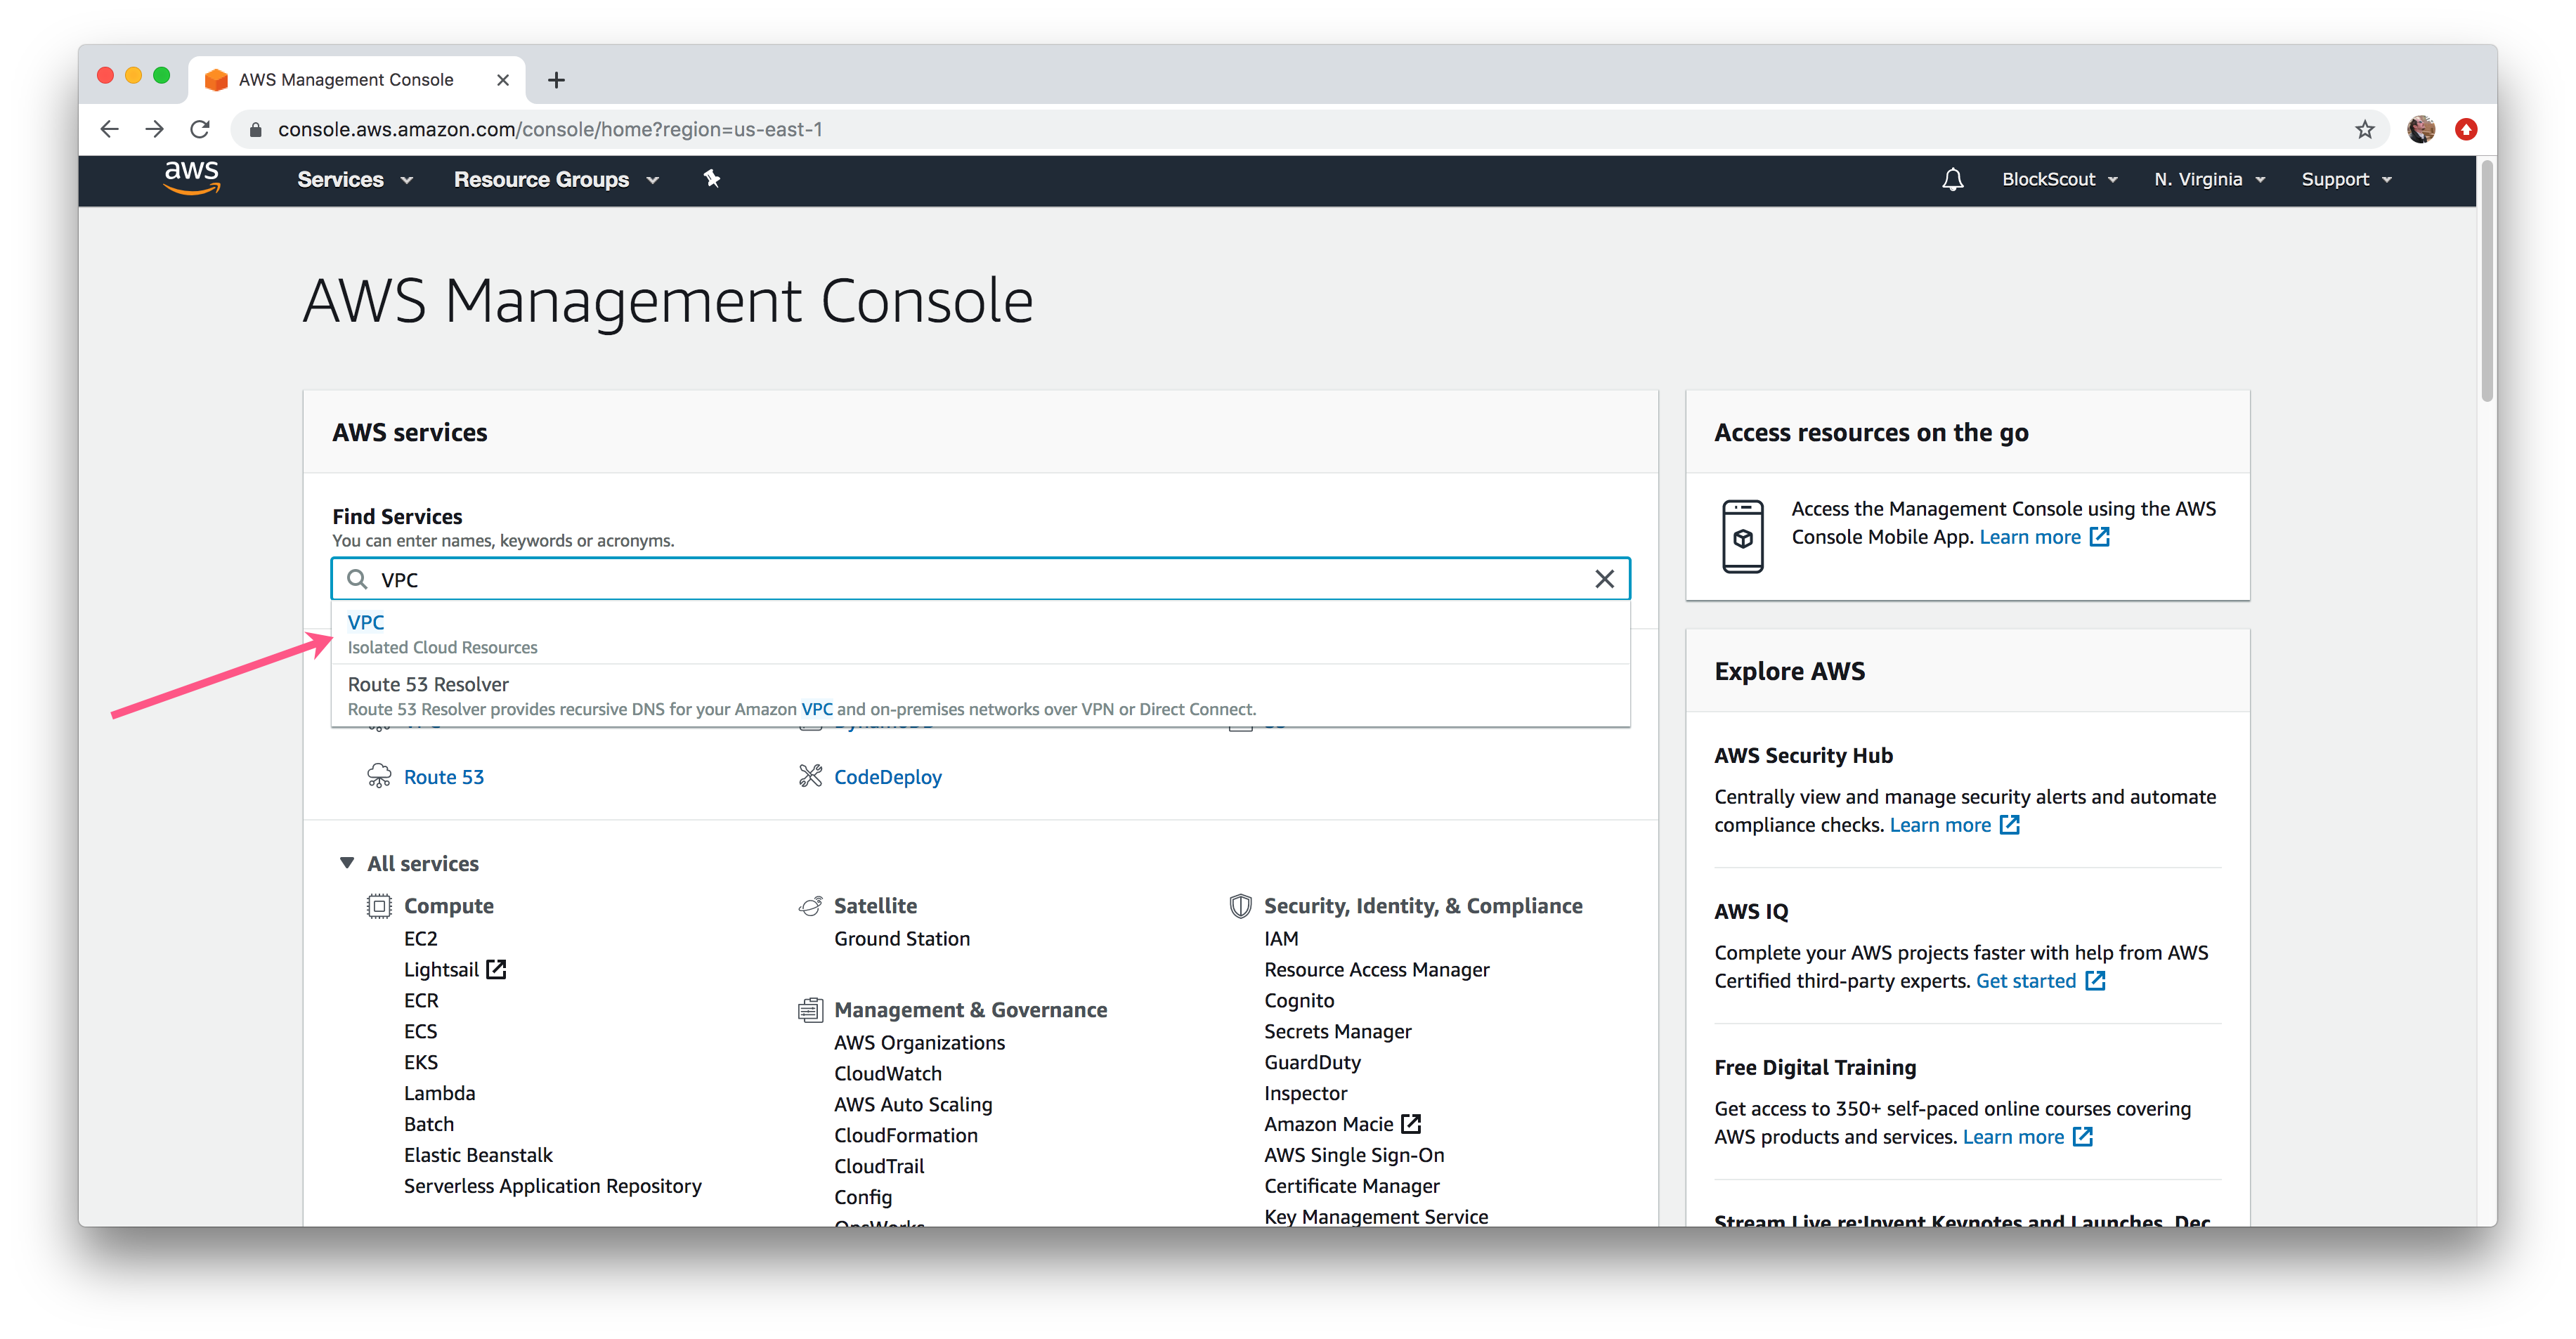 AWS Management Console
console.aws.amazon.com/console/home?region=us-east-1
aws
Services
Resource Groups
BlockScout
N. Virginia
Support
AWS Management Console
AWS services
Find Services
You can enter names, keywords or acronyms.
VPC
VPC
Isolated Cloud Resources
Route 53 Resolver
Route 53 Resolver provides recursive DNS for your Amazon VPC and on-premises networks over VPN or Direct Connect.
Route 53
CodeDeploy
All services
Compute
EC2
Lightsail
ECR
ECS
EKS
Lambda
Batch
Elastic Beanstalk
Serverless Application Repository
Satellite
Ground Station
Management & Governance
AWS Organizations
CloudWatch
AWS Auto Scaling
CloudFormation
CloudTrail
Config
OpsWorks
Security, Identity, & Compliance
IAM
Resource Access Manager
Cognito
Secrets Manager
GuardDuty
Inspector
Amazon Macie
AWS Single Sign-On
Certificate Manager
Key Management Service
Access resources on the go
Access the Management Console using the AWS
Console Mobile App. Learn more
Explore AWS
AWS Security Hub
Centrally view and manage security alerts and automate
compliance checks. Learn more
AWS IQ
Complete your AWS projects faster with help from AWS
Certified third-party experts. Get started
Free Digital Training
Get access to 350+ self-paced online courses covering
AWS products and services. Learn more
Stream Live re:Invent Keynotes and Launches, Dec